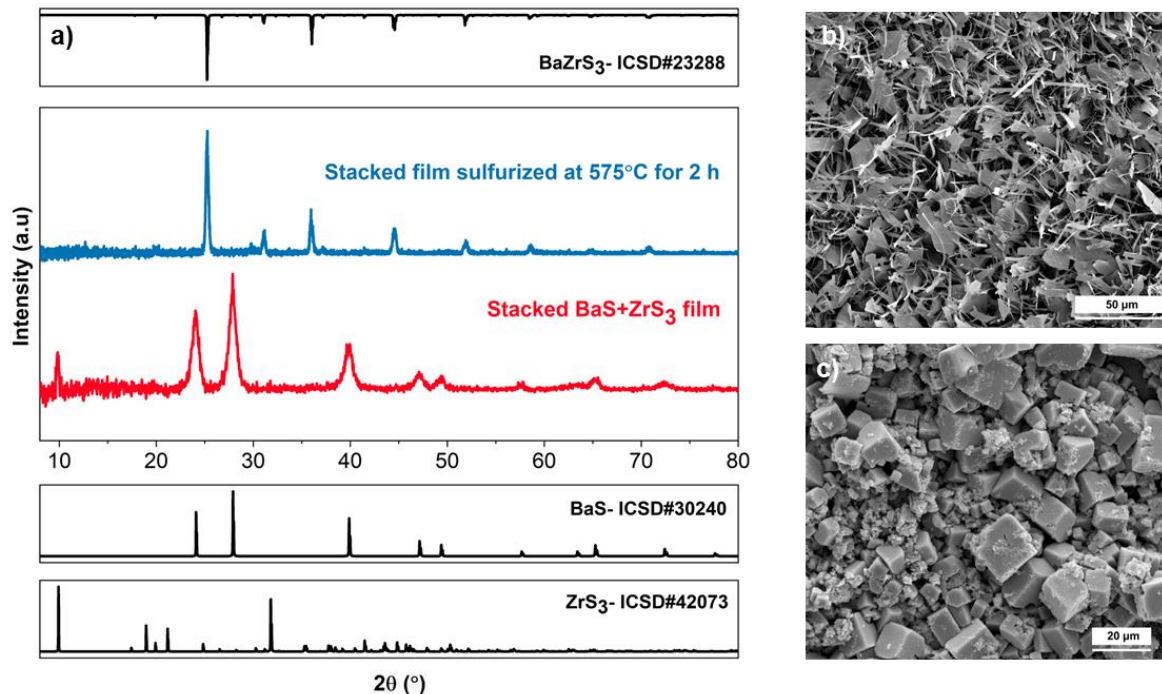 a)
BaZrS3- ICSD#23288
Stacked film sulfurized at 575°C for 2 h
Stacked BaS+ZrS3 film
Intensity (a.u)
10 20 30 40 50 60 70 80
BaS- ICSD#30240
ZrS3- ICSD#42073
2θ (°)
b)
50 µm
c)
20 µm